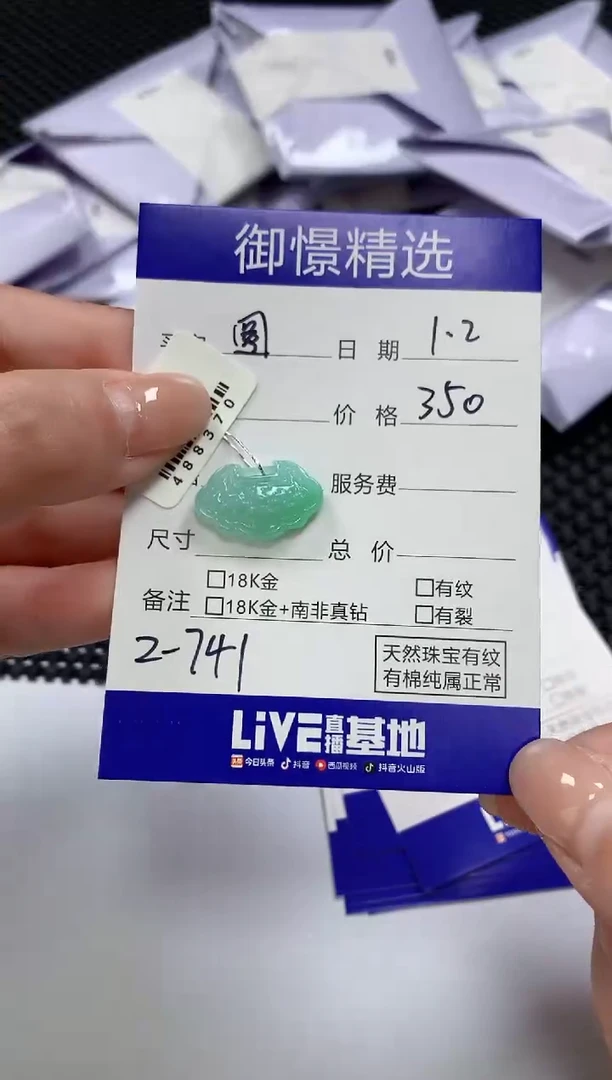 御憬精选
圆 日 期 1.2
价 格 350
488370
服务费
尺寸 总 价
备注 □18K金 □有纹
□18K金+南非真钻 □有裂
2-741
天然珠宝有纹
有棉纯属正常
LiVE直播基地
今日头条 抖音 西瓜视频 抖音火山版